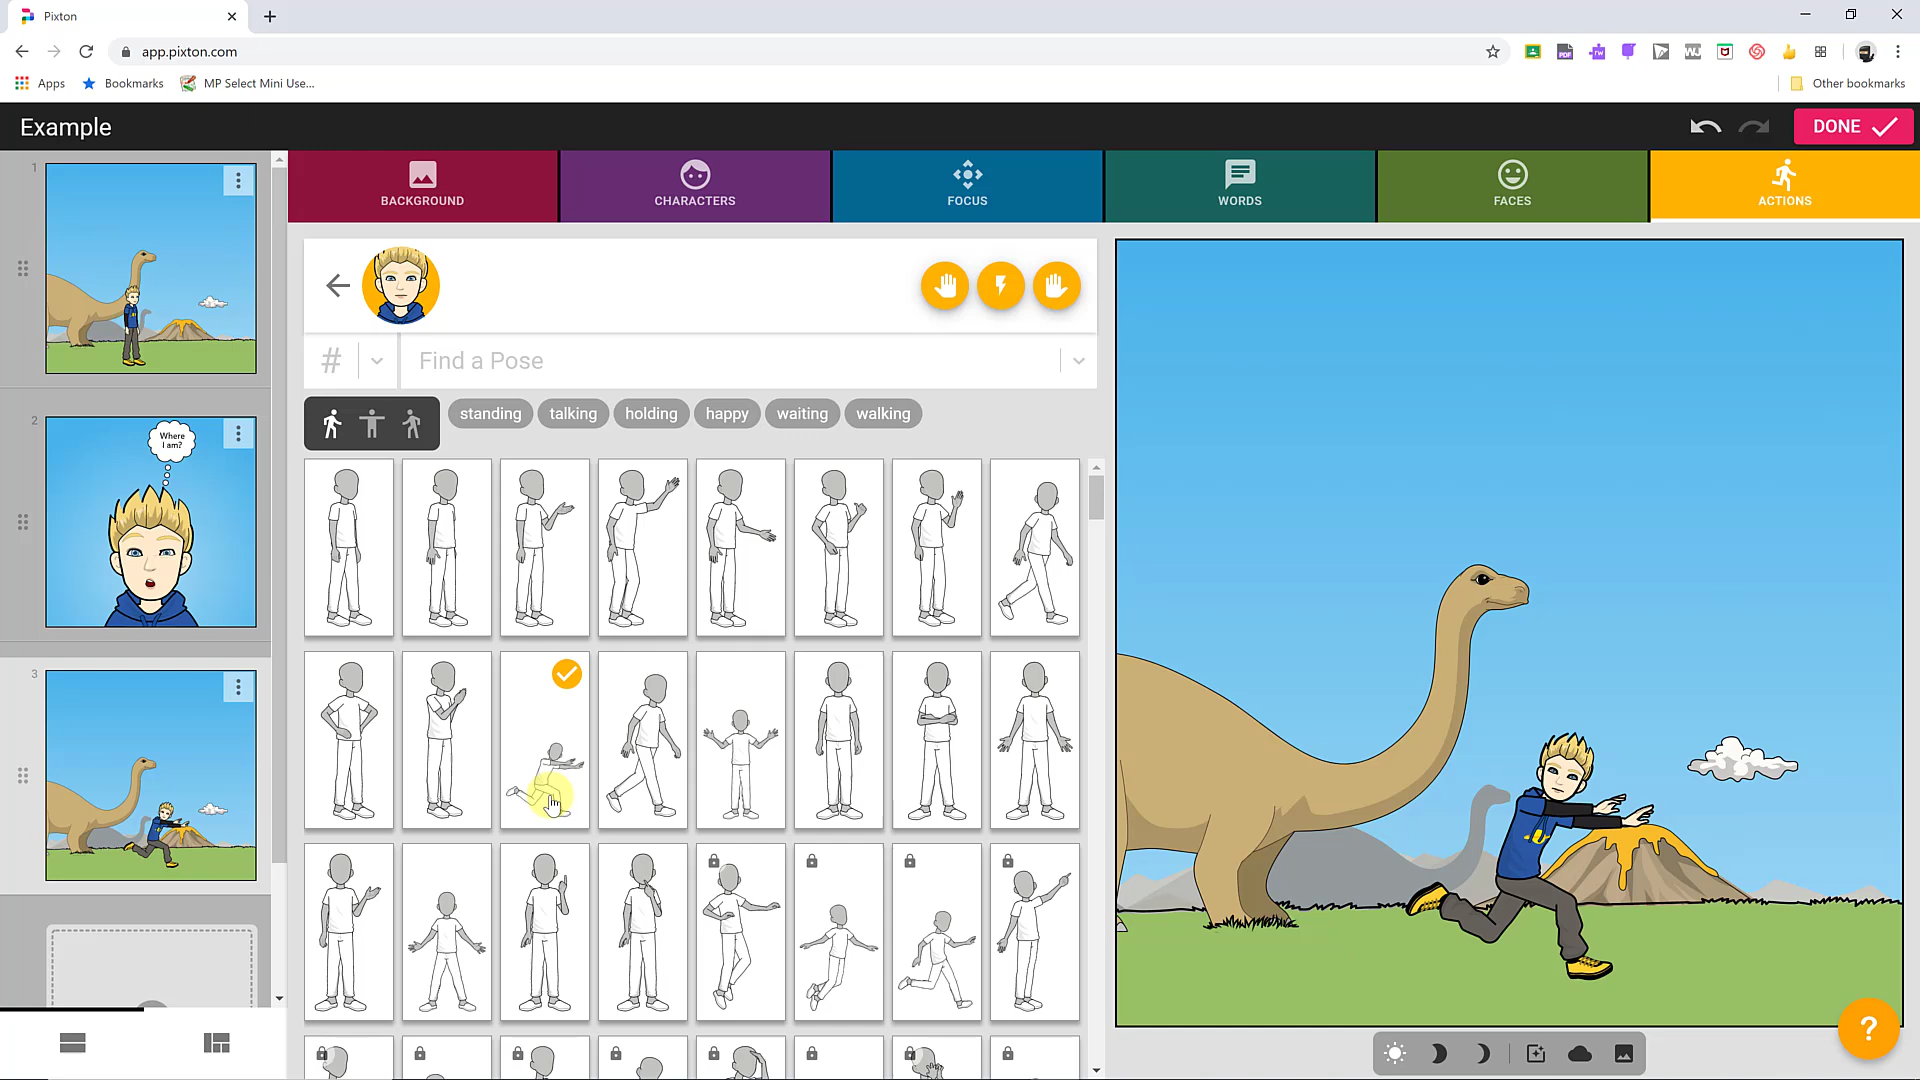 Pixton
app.pixton.com
Apps
Bookmarks
MP Select Mini Use...
Other bookmarks
Example
DONE
1
BACKGROUND
CHARACTERS
FOCUS
WORDS
FACES
ACTIONS
# Find a Pose
standing
talking
holding
happy
waiting
walking
2
Where
I am?
3
?